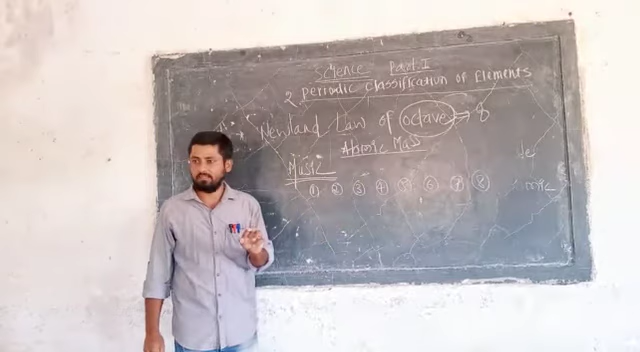 Science Part-I
2. Periodic Classification of Elements
Newland Law of octave ⇒ 8
Atomic Mas
Music
① ② ③ ④ ⑤ ⑥ ⑦ ⑧